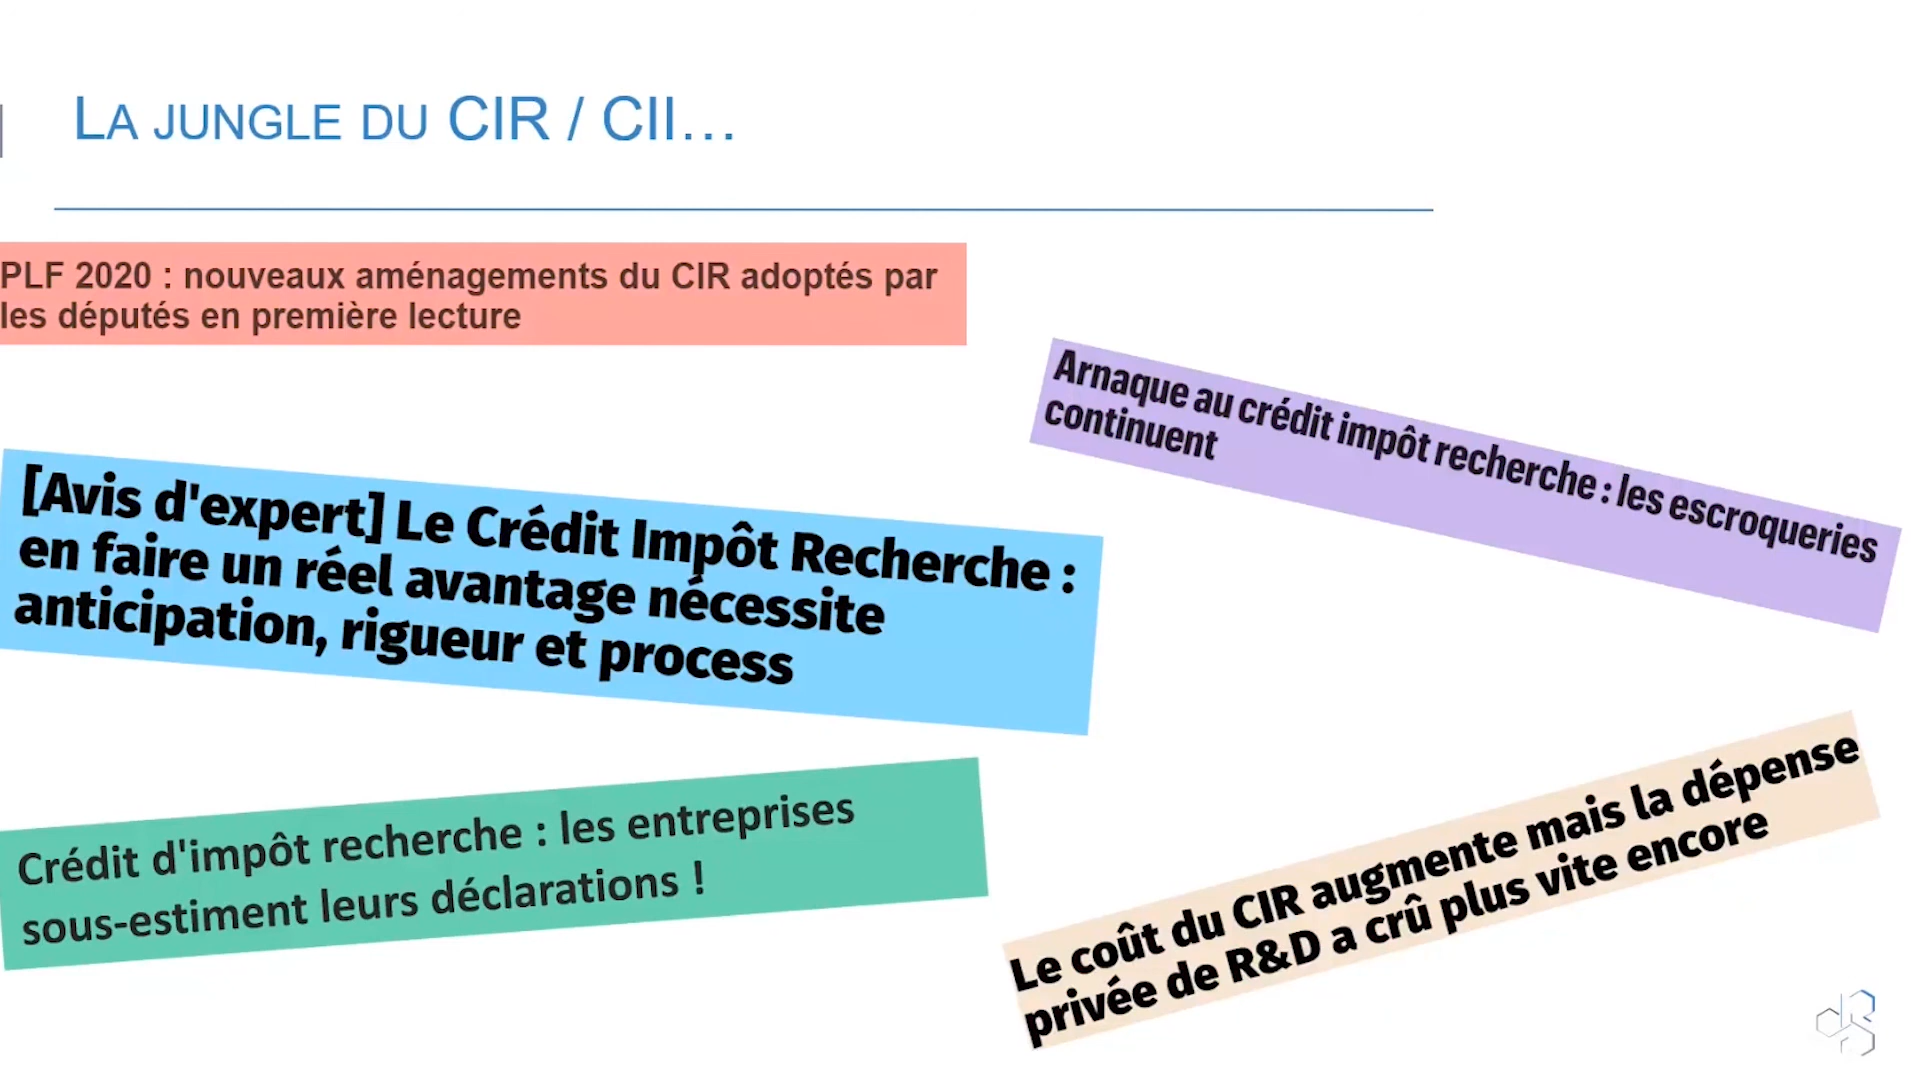 LA JUNGLE DU CIR / CII…
PLF 2020 : nouveaux aménagements du CIR adoptés par
les députés en première lecture
Arnaque au crédit impôt recherche : les escroqueries
continuent
[Avis d'expert] Le Crédit Impôt Recherche :
en faire un réel avantage nécessite
anticipation, rigueur et process
Crédit d'impôt recherche : les entreprises
sous-estiment leurs déclarations !
Le coût du CIR augmente mais la dépense
privée de R&D a crû plus vite encore